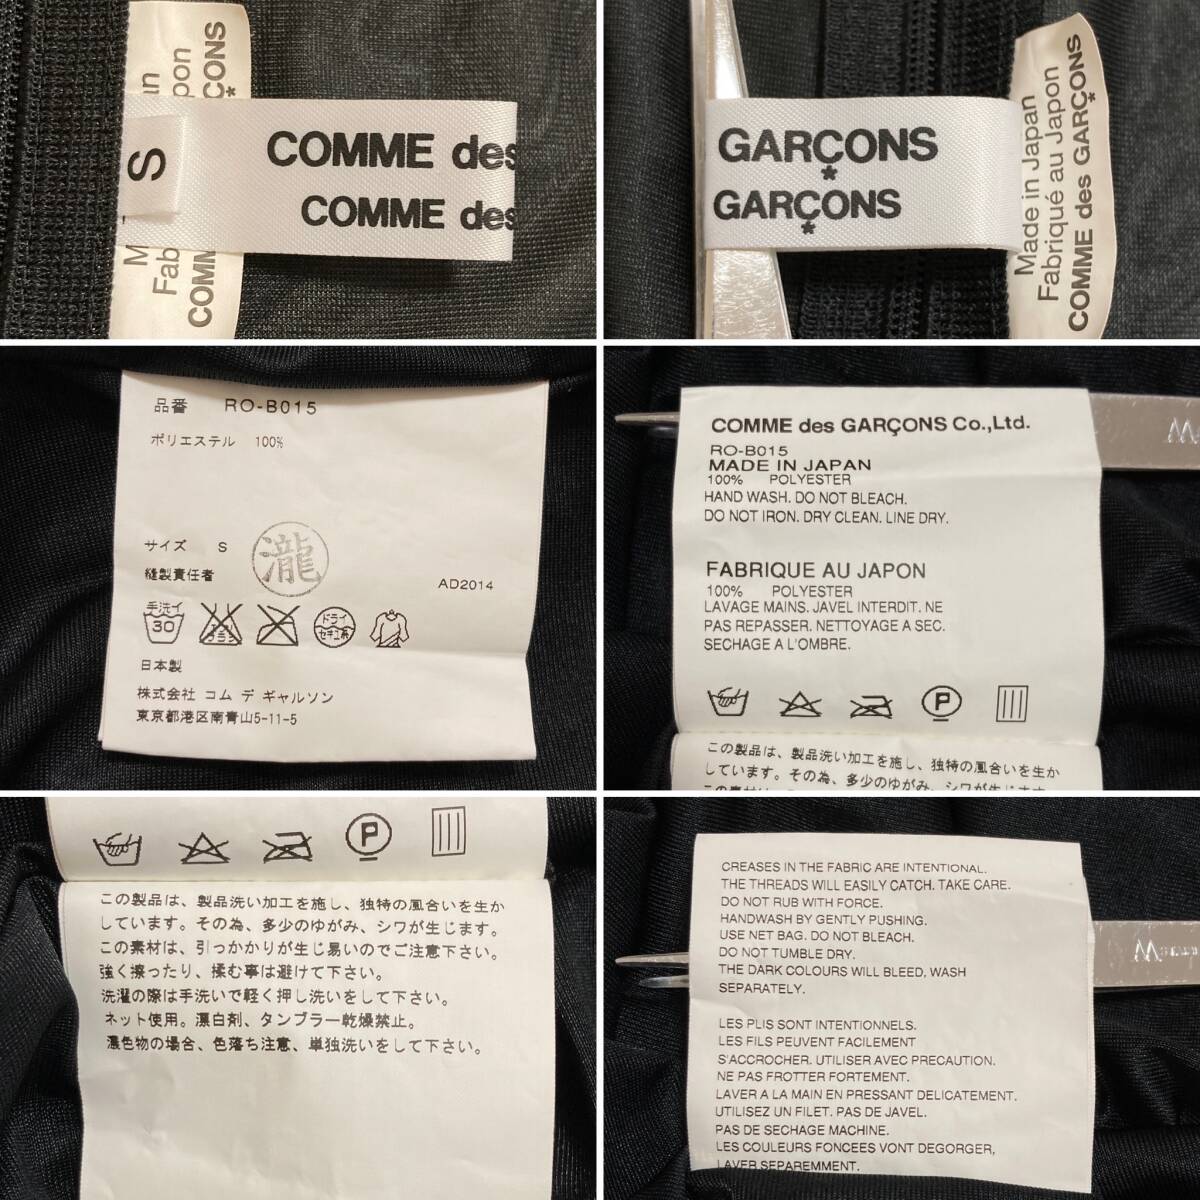 COMME des
COMME des
S
GARÇONS
*
GARÇONS
*
Made in Japan
Fabriqué au Japon
COMME des GARÇONS
*
品番 RO-B015
ポリエステル 100%
サイズ S
縫製責任者
瀧
AD2014
手洗イ
30
ドライ
セキユ系
日本製
株式会社 コム デ ギャルソン
東京都港区南青山5-11-5
COMME des GARÇONS Co.,Ltd.
RO-B015
MADE IN JAPAN
100% POLYESTER
HAND WASH. DO NOT BLEACH.
DO NOT IRON. DRY CLEAN. LINE DRY.
FABRIQUE AU JAPON
100% POLYESTER
LAVAGE MAINS. JAVEL INTERDIT. NE
PAS REPASSER. NETTOYAGE A SEC.
SECHAGE A L'OMBRE.
P
この製品は、製品洗い加工を施し、独特の風合いを生か
しています。その為、多少のゆがみ、シワが生じます。
P
この製品は、製品洗い加工を施し、独特の風合いを生か
しています。その為、多少のゆがみ、シワが生じます。
この素材は、引っかかりが生じ易いのでご注意下さい。
強く擦ったり、揉む事は避けて下さい。
洗濯の際は手洗いで軽く押し洗いをして下さい。
ネット使用。漂白剤、タンブラー乾燥禁止。
濃色物の場合、色落ち注意、単独洗いをして下さい。
CREASES IN THE FABRIC ARE INTENTIONAL.
THE THREADS WILL EASILY CATCH. TAKE CARE.
DO NOT RUB WITH FORCE.
HANDWASH BY GENTLY PUSHING.
USE NET BAG. DO NOT BLEACH.
DO NOT TUMBLE DRY.
THE DARK COLOURS WILL BLEED, WASH
SEPARATELY.
LES PLIS SONT INTENTIONNELS.
LES FILS PEUVENT FACILEMENT
S'ACCROCHER. UTILISER AVEC PRECAUTION.
NE PAS FROTTER FORTEMENT.
LAVER A LA MAIN EN PRESSANT DELICATEMENT.
UTILISEZ UN FILET. PAS DE JAVEL.
PAS DE SECHAGE MACHINE.
LES COULEURS FONCEES VONT DEGORGER,
LAVER SEPAREMMENT.